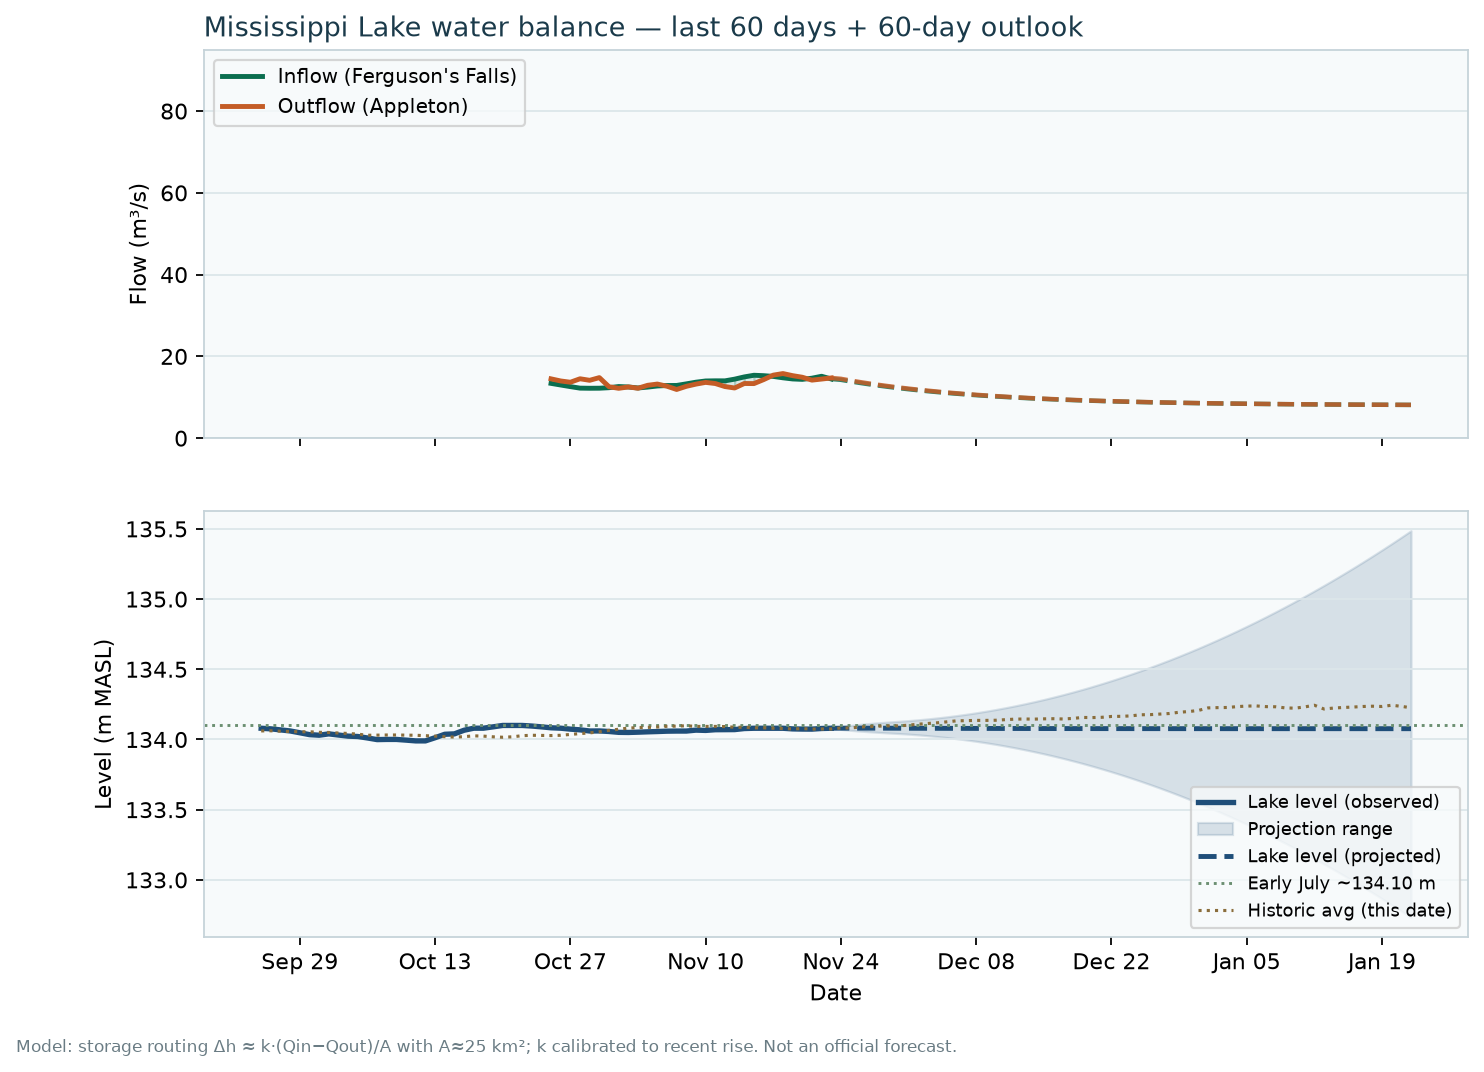 Mississippi Lake water balance — last 60 days + 60-day outlook
Inflow (Ferguson's Falls)
Outflow (Appleton)
Flow (m³/s)
80
60
40
20
0
135.5
135.0
134.5
134.0
133.5
133.0
Level (m MASL)
Lake level (observed)
Projection range
Lake level (projected)
Early July ~134.10 m
Historic avg (this date)
Sep 29
Oct 13
Oct 27
Nov 10
Nov 24
Dec 08
Dec 22
Jan 05
Jan 19
Date
Model: storage routing Δh ≈ k·(Qin−Qout)/A with A≈25 km²; k calibrated to recent rise. Not an official forecast.